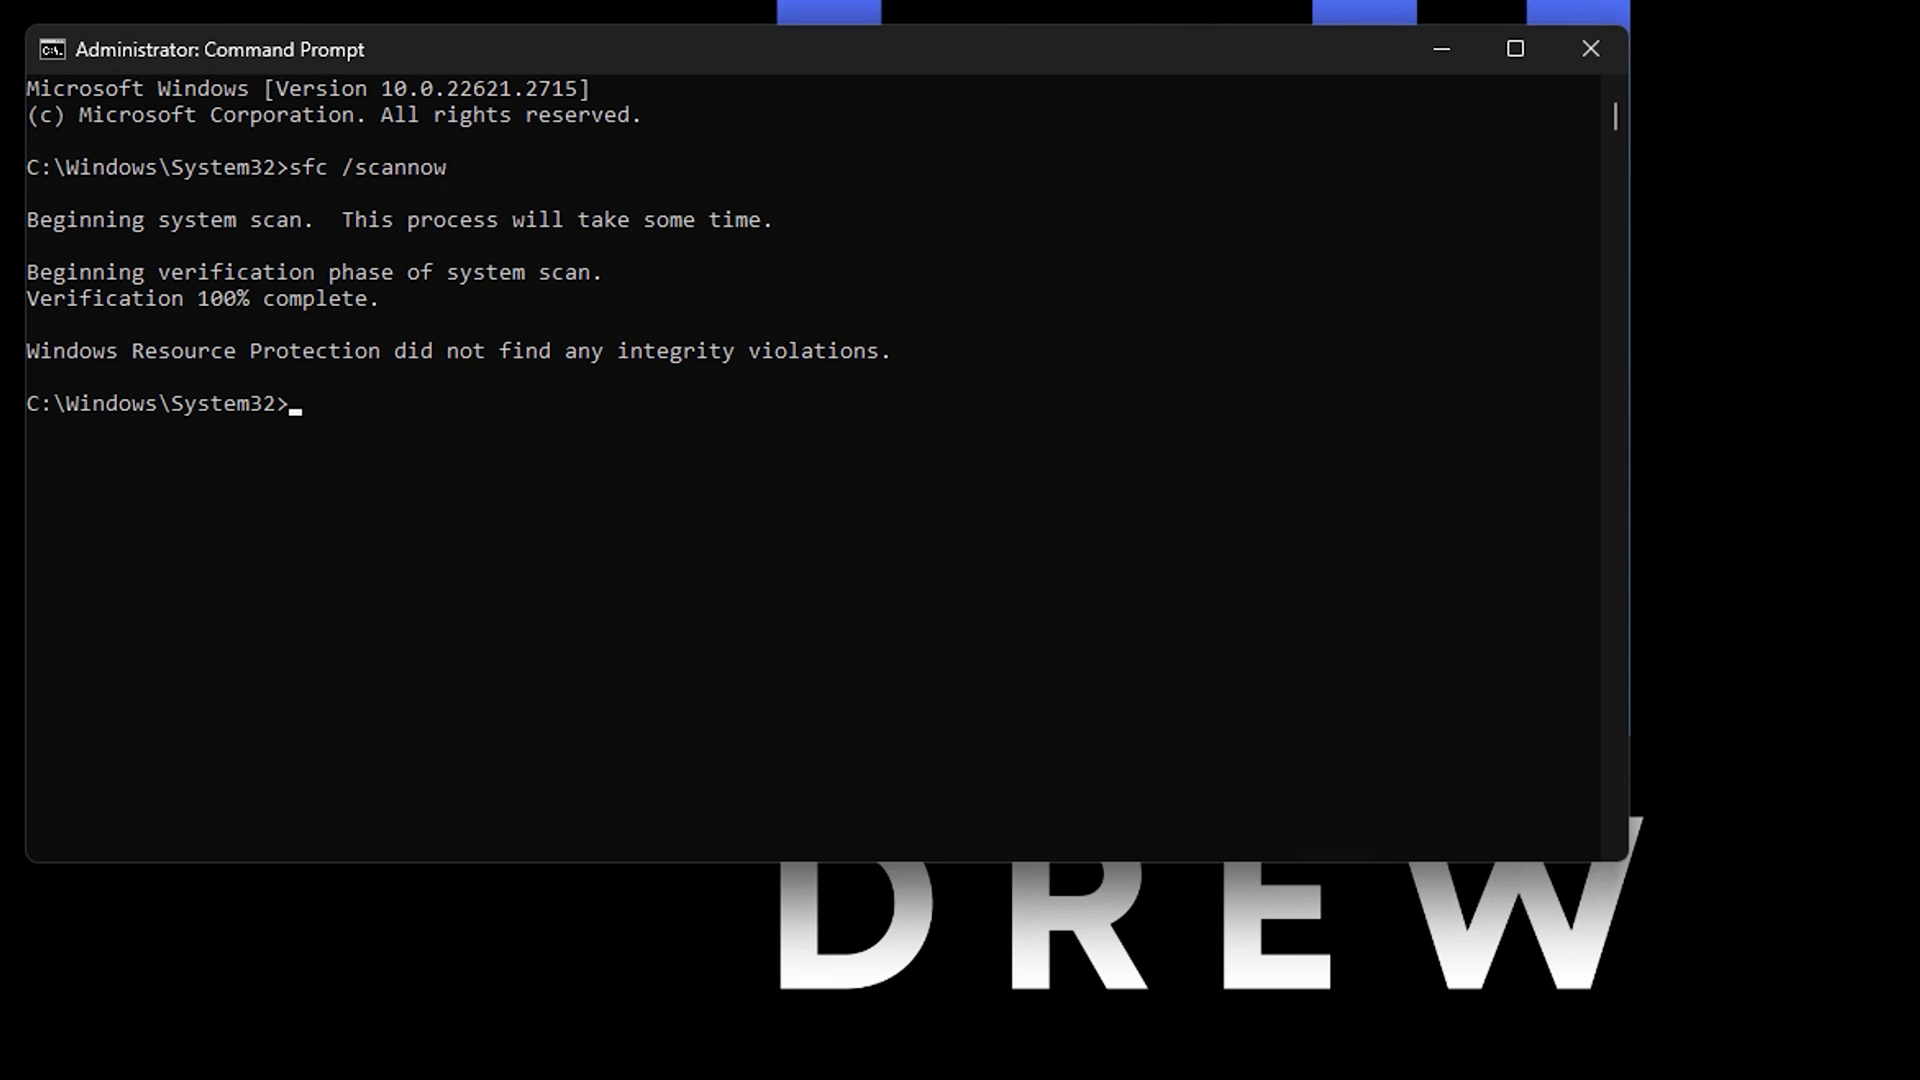 Administrator: Command Prompt
Microsoft Windows [Version 10.0.22621.2715]
(c) Microsoft Corporation. All rights reserved.
C:\Windows\System32>sfc /scannow
Beginning system scan.  This process will take some time.
Beginning verification phase of system scan.
Verification 100% complete.
Windows Resource Protection did not find any integrity violations.
C:\Windows\System32>
DREW